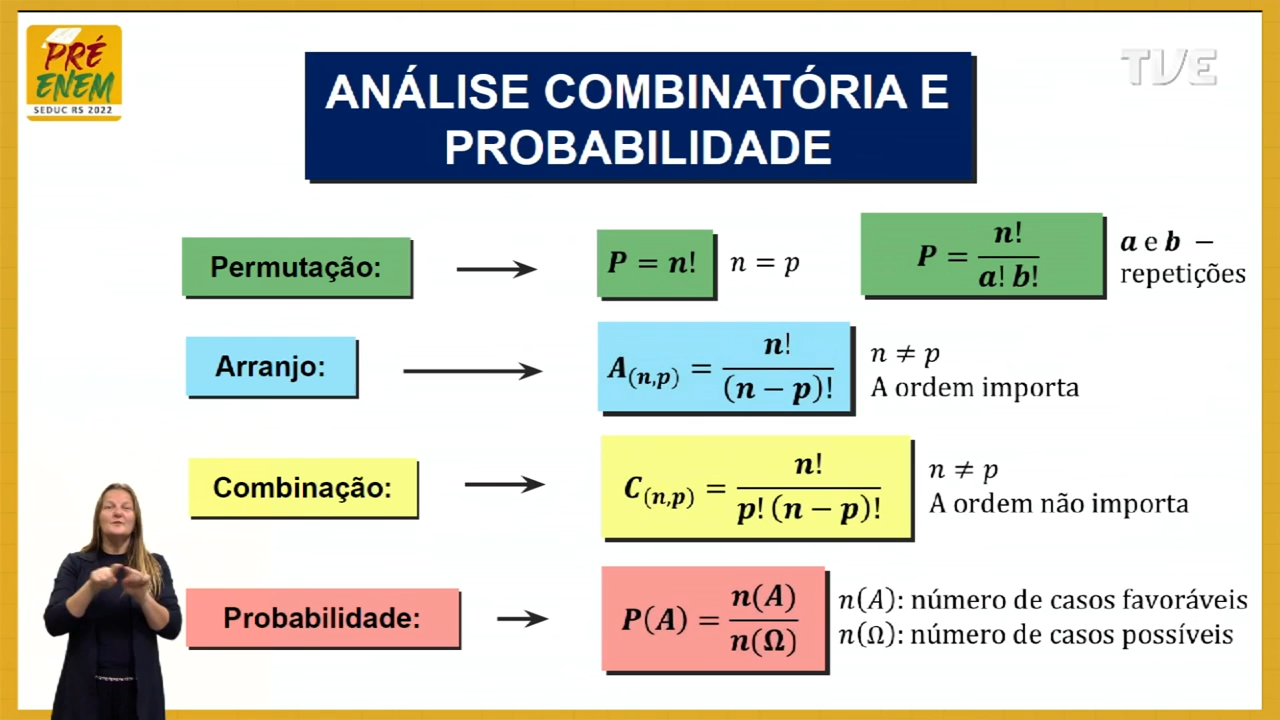 PRÉ
ENEM
SEDUC RS 2022
TVE
ANÁLISE COMBINATÓRIA E
PROBABILIDADE
Permutação:
P = n!
n = p
P = n! / a! b!
a e b –
repetições
Arranjo:
A(n,p) = n! / (n − p)!
n ≠ p
A ordem importa
Combinação:
C(n,p) = n! / p! (n − p)!
n ≠ p
A ordem não importa
Probabilidade:
P(A) = n(A) / n(Ω)
n(A): número de casos favoráveis
n(Ω): número de casos possíveis